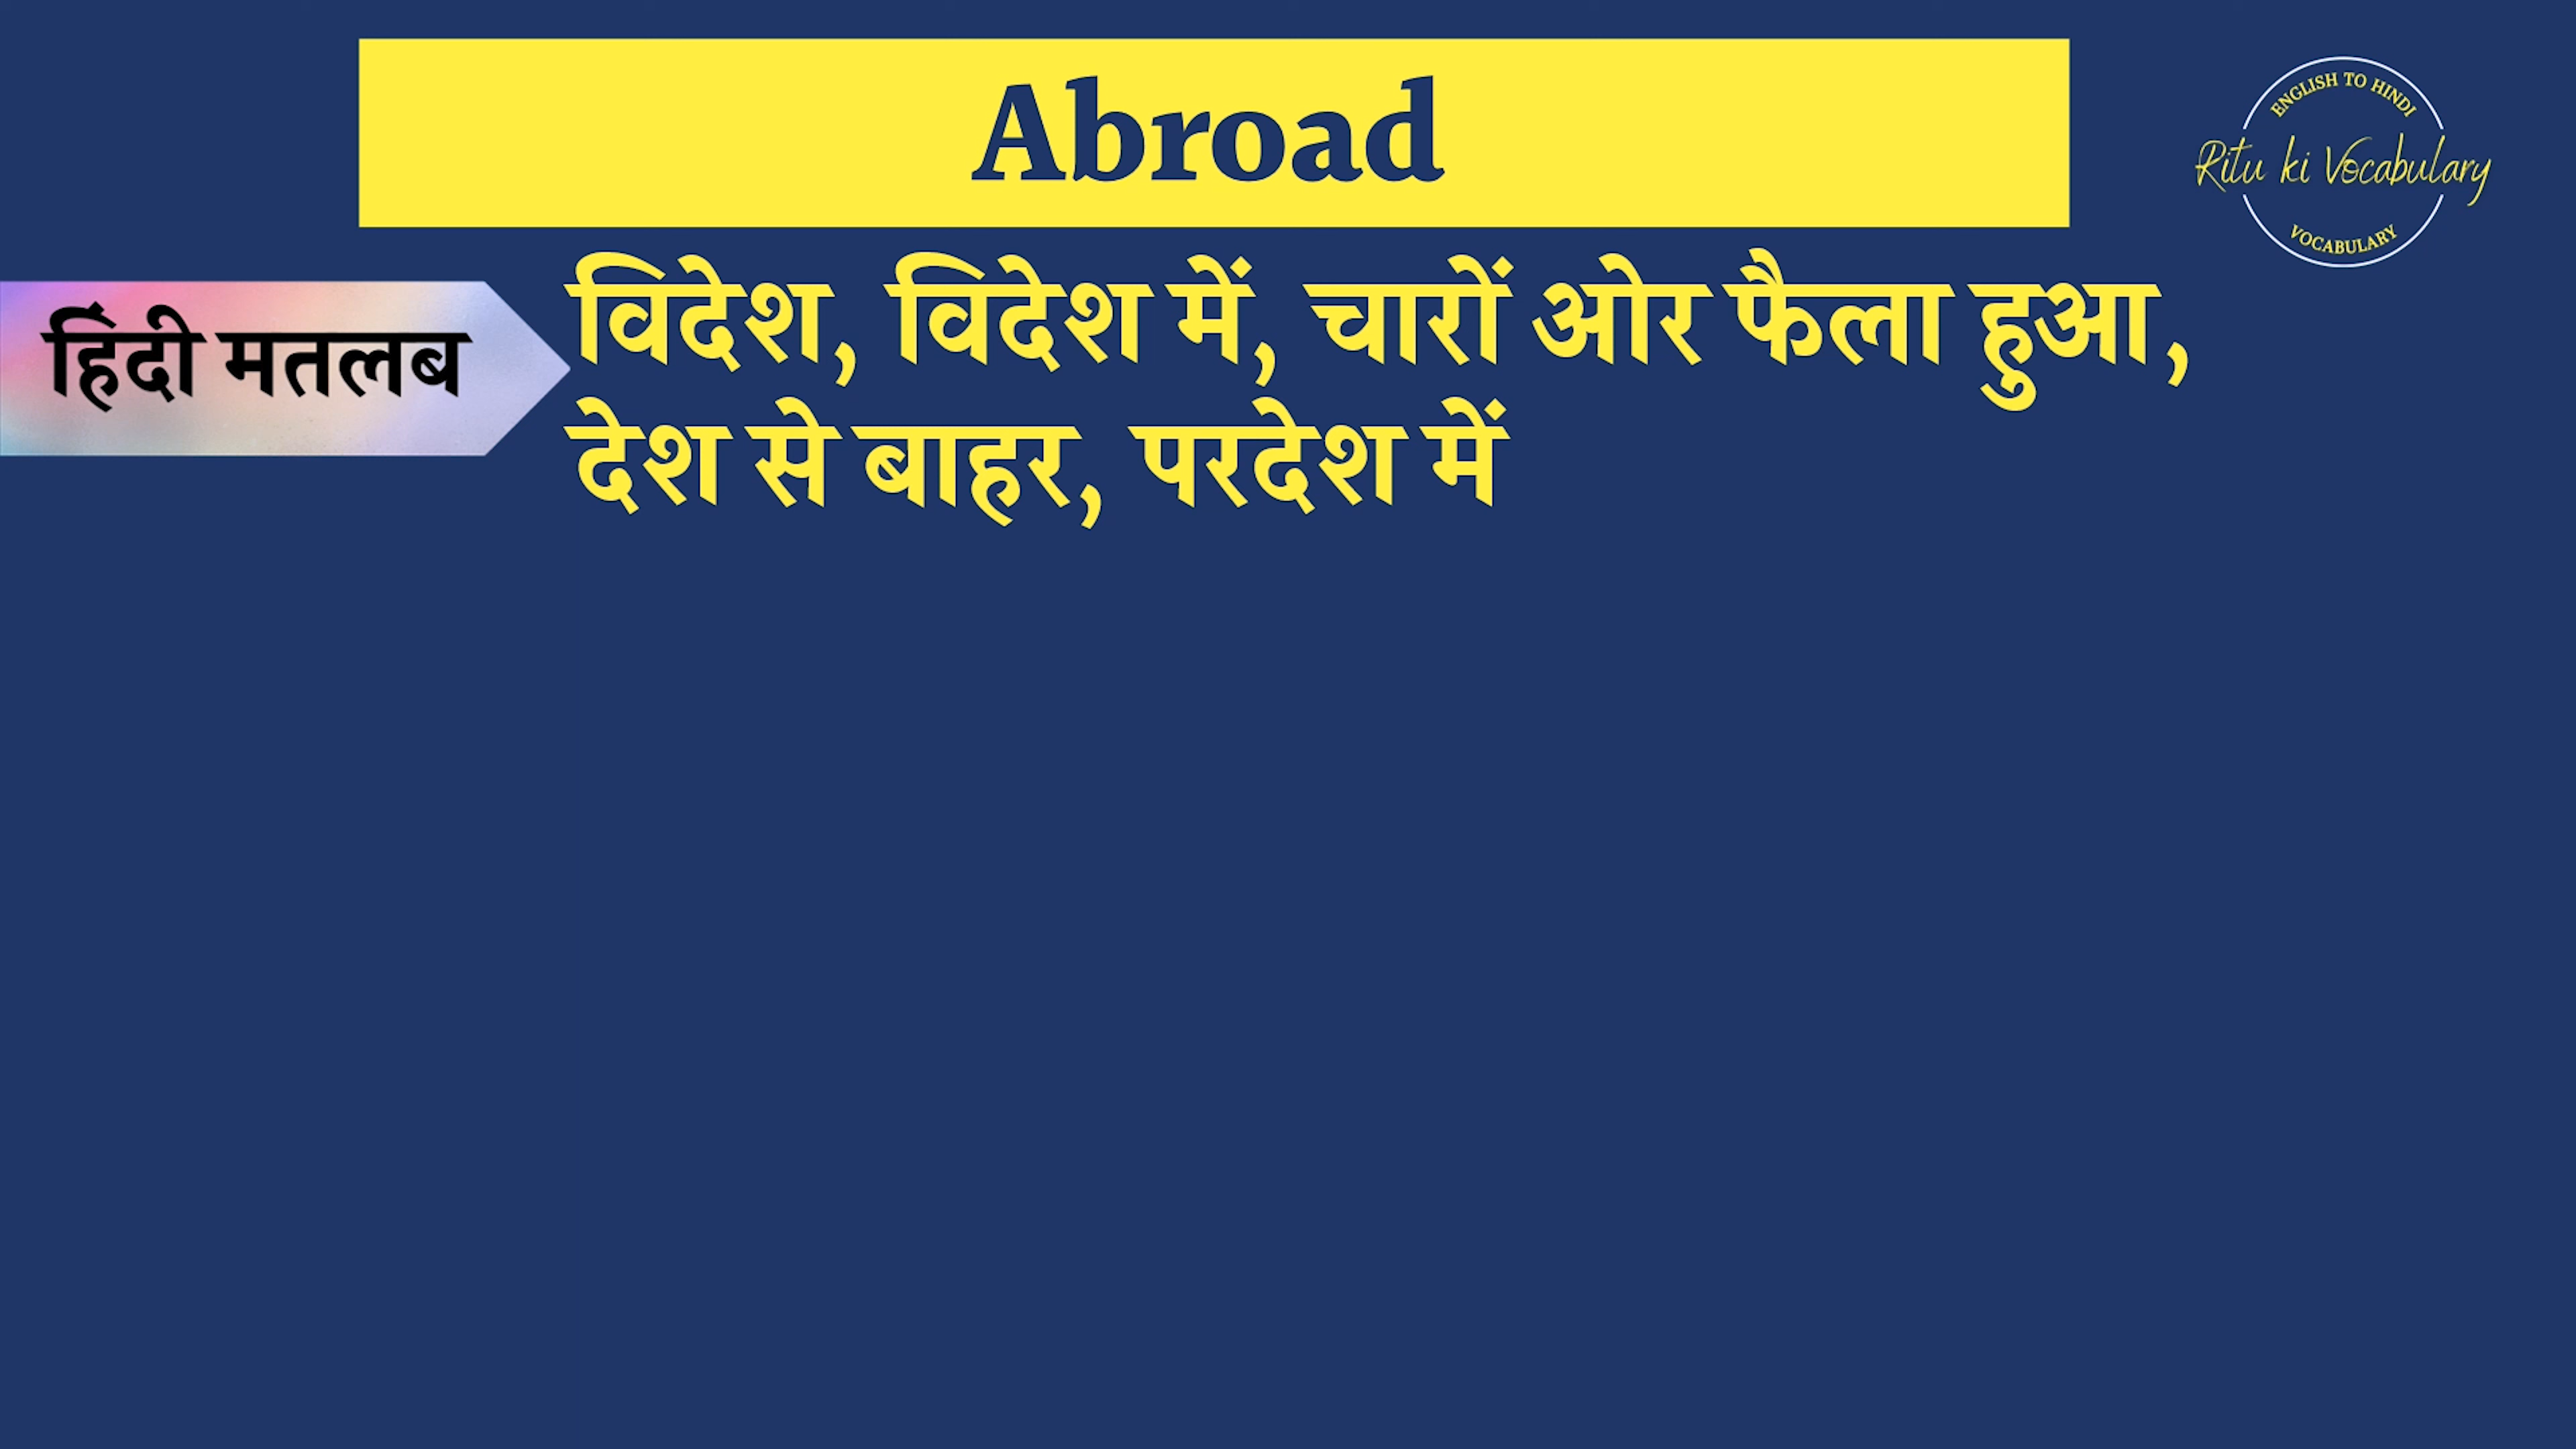 Abroad
ENGLISH TO HINDI
Ritu ki Vocabulary
VOCABULARY
हिंदी मतलब
विदेश, विदेश में, चारों ओर फैला हुआ,
देश से बाहर, परदेश में